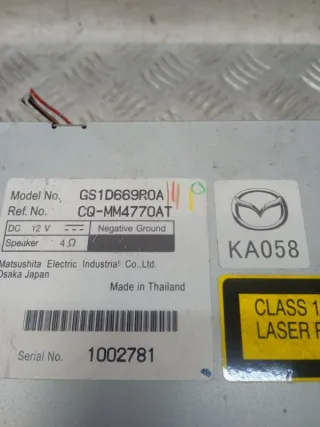 Model No. GS1D669R0A
Ref. No. CQ-MM4770AT
DC 12 V Negative Ground
Speaker 4Ω
Matsushita Electric Industrial Co.,Ltd.
Osaka Japan
Made in Thailand
Serial No. 1002781
KA058
CLASS 1
LASER